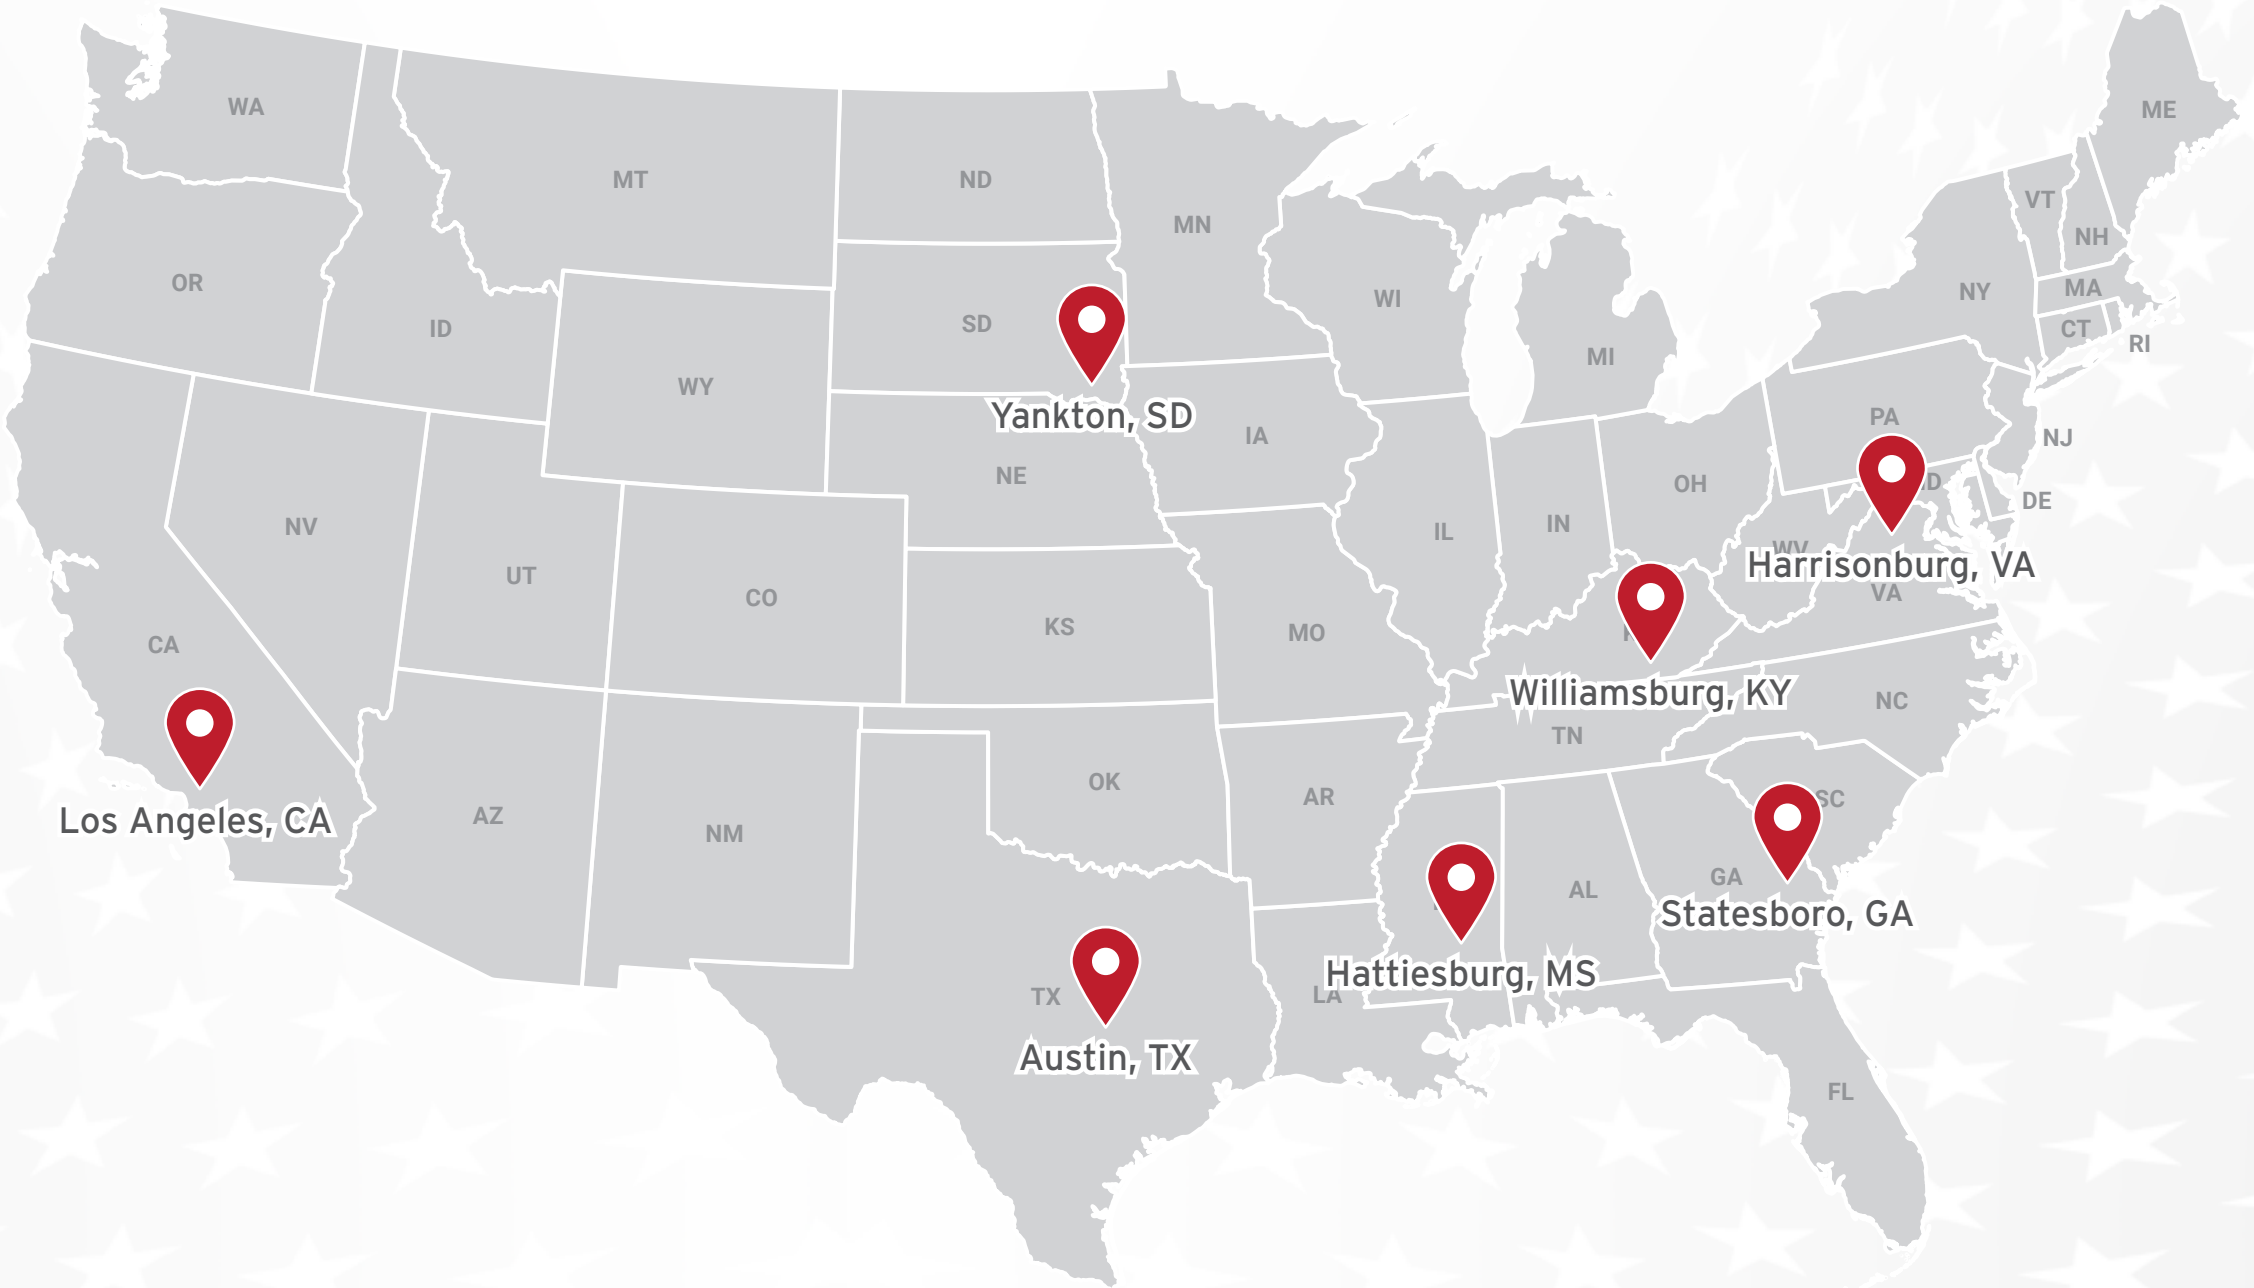 WA
ME
MT
ND
VT
MN
NH
OR
MA
NY
WI
SD
ID
CT
RI
MI
WY
Yankton, SD
PA
IA
NJ
NE
OH
DE
NV
IN
IL
Harrisonburg, VA
UT
VA
CO
KS
MO
CA
Williamsburg, KY
NC
TN
OK
AR
SC
Los Angeles, CA
AZ
NM
GA
AL
Statesboro, GA
Hattiesburg, MS
TX
LA
Austin, TX
FL